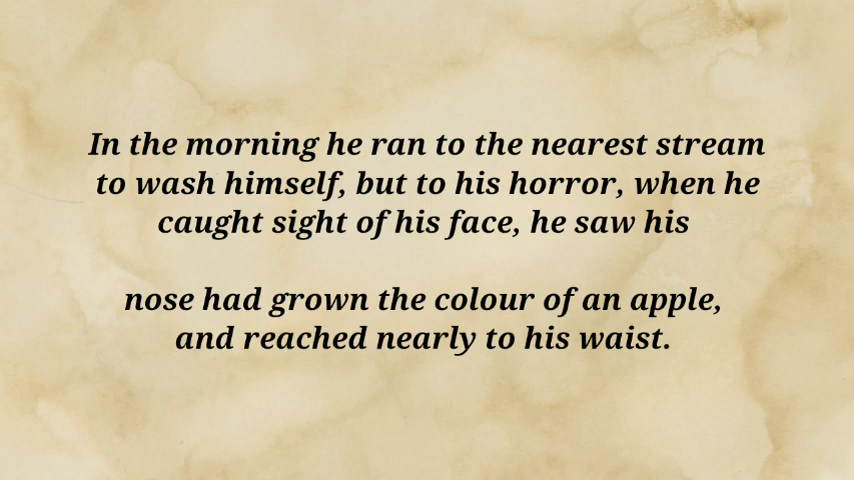 In the morning he ran to the nearest stream
to wash himself, but to his horror, when he
caught sight of his face, he saw his
nose had grown the colour of an apple,
and reached nearly to his waist.